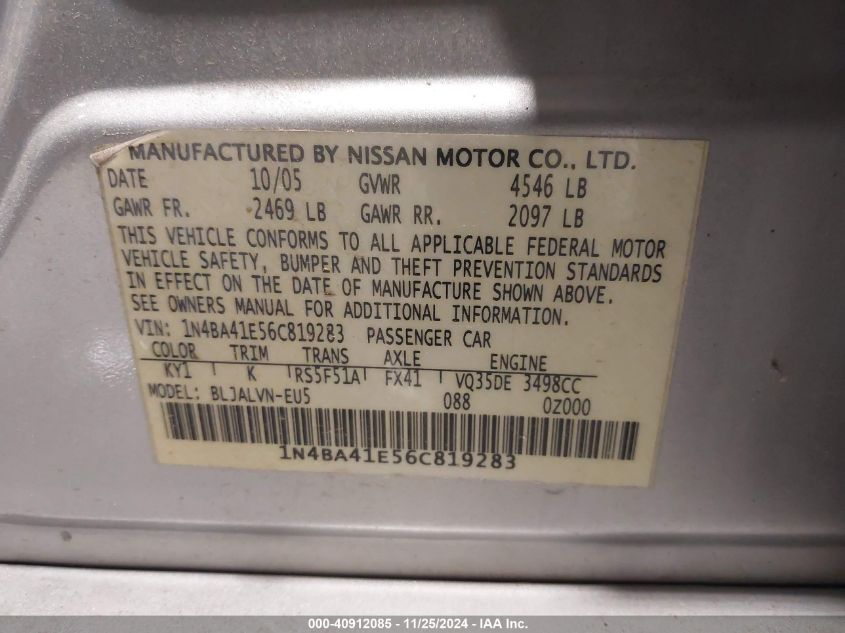 MANUFACTURED BY NISSAN MOTOR CO., LTD.
DATE 10/05 GVWR 4546 LB
GAWR FR. 2469 LB GAWR RR. 2097 LB
THIS VEHICLE CONFORMS TO ALL APPLICABLE FEDERAL MOTOR
VEHICLE SAFETY, BUMPER AND THEFT PREVENTION STANDARDS
IN EFFECT ON THE DATE OF MANUFACTURE SHOWN ABOVE.
SEE OWNERS MANUAL FOR ADDITIONAL INFORMATION.
VIN: 1N4BA41E56C819283 PASSENGER CAR
COLOR TRIM TRANS AXLE ENGINE
KY1 K RS5F51A FX41 VQ35DE 3498CC
MODEL: BLJALVN-EU5 088 0Z000
1N4BA41E56C819283
000-40912085 - 11/25/2024 - IAA Inc.